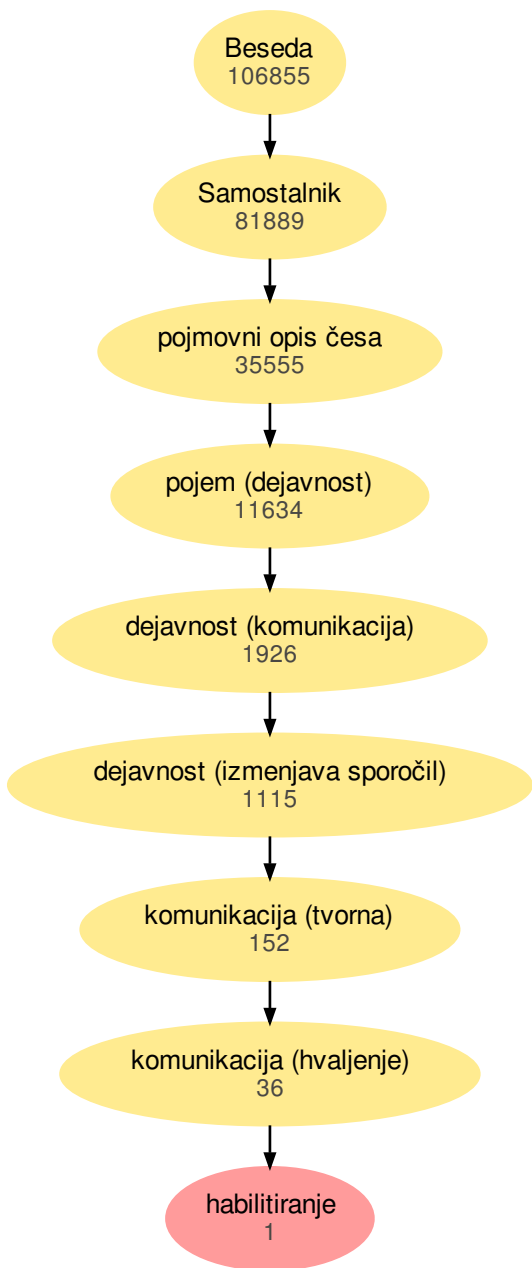 Beseda
106855
Samostalnik
81889
pojmovni opis česa
35555
pojem (dejavnost)
11634
dejavnost (komunikacija)
1926
dejavnost (izmenjava sporočil)
1115
komunikacija (tvorna)
152
komunikacija (hvaljenje)
36
habilitiranje
1